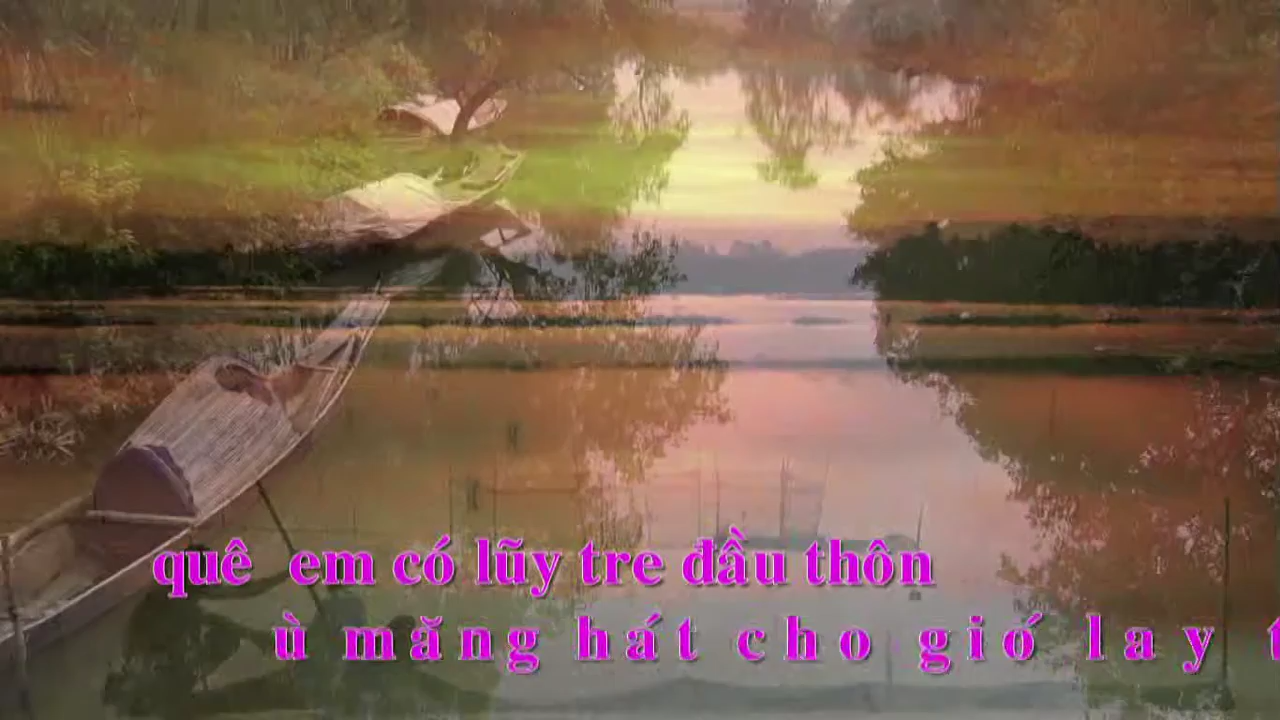 quê em có lũy tre đầu thôn
ù măng hát cho gió lay